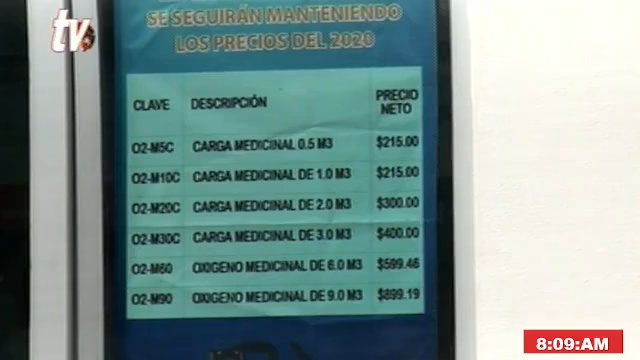 tv
SE SEGUIRÁN MANTENIENDO
LOS PRECIOS DEL 2020
CLAVE DESCRIPCIÓN PRECIO NETO
O2-M5C CARGA MEDICINAL 0.5 M3 $215.00
O2-M10C CARGA MEDICINAL DE 1.0 M3 $215.00
O2-M20C CARGA MEDICINAL DE 2.0 M3 $300.00
O2-M30C CARGA MEDICINAL DE 3.0 M3 $400.00
O2-M60 OXIGENO MEDICINAL DE 6.0 M3 $599.46
O2-M90 OXIGENO MEDICINAL DE 9.0 M3 $899.19
8:09:AM